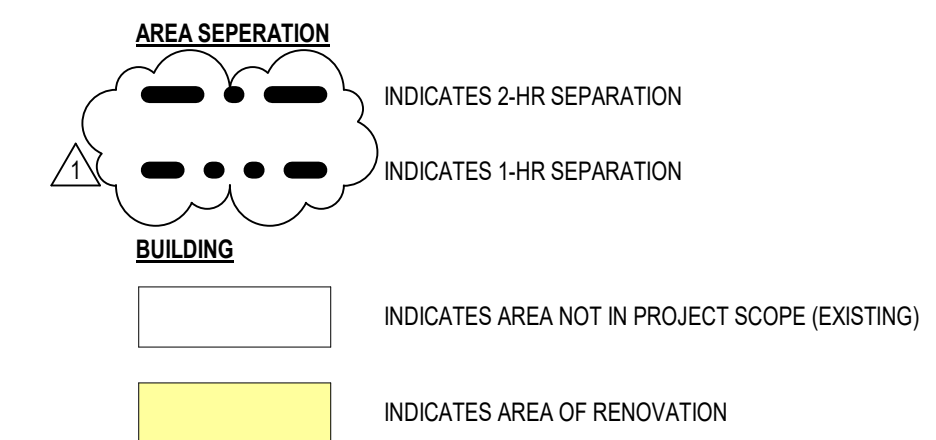 AREA SEPERATION
INDICATES 2-HR SEPARATION
1
INDICATES 1-HR SEPARATION
BUILDING
INDICATES AREA NOT IN PROJECT SCOPE (EXISTING)
INDICATES AREA OF RENOVATION